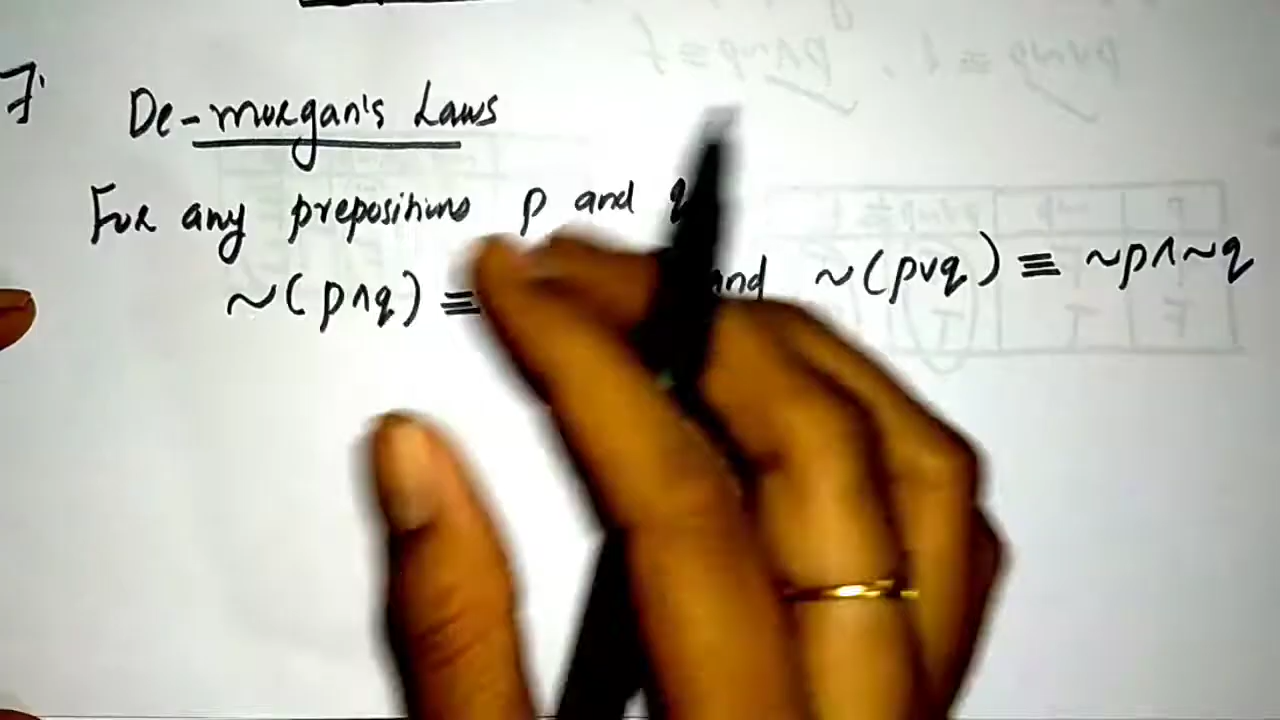 7.
De-morgan's Laws
For any prepositions p and q
~(p∧q) ≡ and ~(p∨q) ≡ ~p∧~q